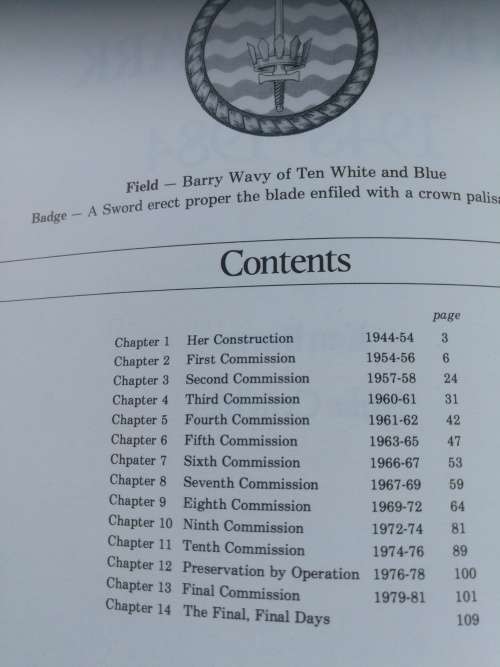 Field — Barry Wavy of Ten White and Blue
Badge — A Sword erect proper the blade enfiled with a crown
Contents
page
Chapter 1 Her Construction 1944-54 3
Chapter 2 First Commission 1954-56 6
Chapter 3 Second Commission 1957-58 24
Chapter 4 Third Commission 1960-61 31
Chapter 5 Fourth Commission 1961-62 42
Chapter 6 Fifth Commission 1963-65 47
Chpater 7 Sixth Commission 1966-67 53
Chapter 8 Seventh Commission 1967-69 59
Chapter 9 Eighth Commission 1969-72 64
Chapter 10 Ninth Commission 1972-74 81
Chapter 11 Tenth Commission 1974-76 89
Chapter 12 Preservation by Operation 1976-78 100
Chapter 13 Final Commission 1979-81 101
Chapter 14 The Final, Final Days 109